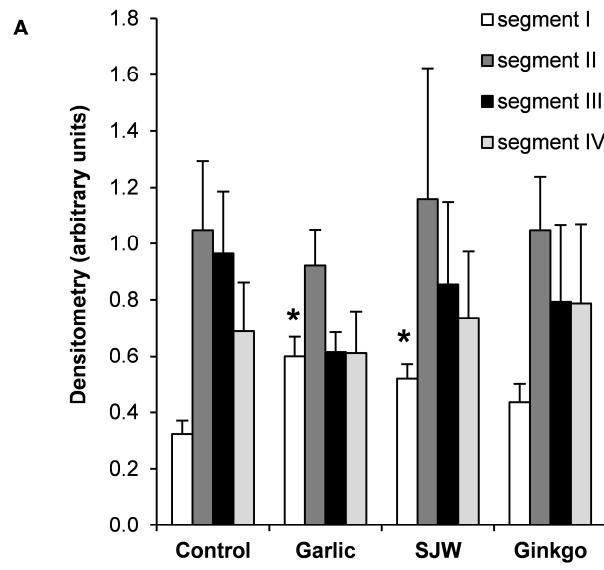 A
segment I
segment II
segment III
segment IV
Densitometry (arbitrary units)
1.8
1.6
1.4
1.2
1.0
0.8
0.6
0.4
0.2
0.0
*
*
Control Garlic SJW Ginkgo